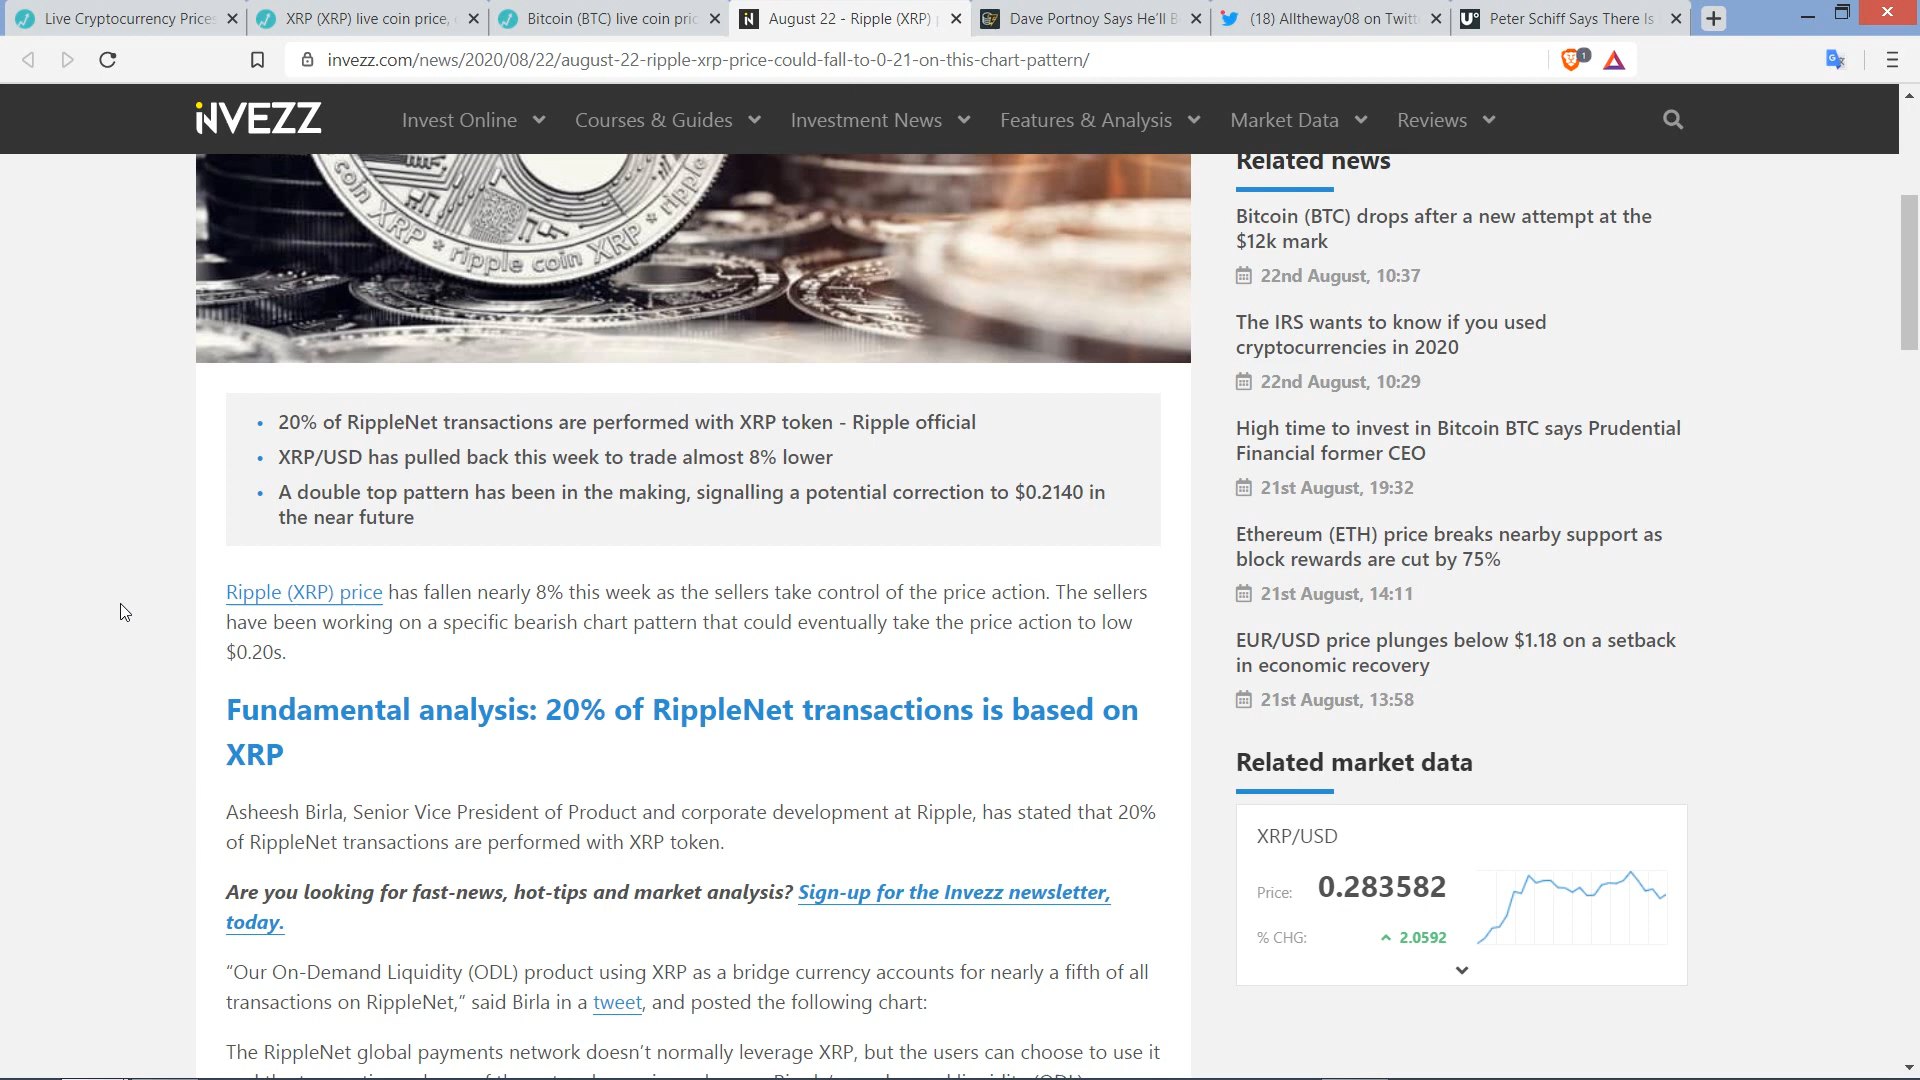 Live Cryptocurrency Prices
XRP (XRP) live coin price,
Bitcoin (BTC) live coin pric
August 22 - Ripple (XRP) p
Dave Portnoy Says He'll B
(18) Alltheway08 on Twitt
Peter Schiff Says There Is
invezz.com/news/2020/08/22/august-22-ripple-xrp-price-could-fall-to-0-21-on-this-chart-pattern/
1
iNVEZZ
Invest Online
Courses & Guides
Investment News
Features & Analysis
Market Data
Reviews
coin XRP * ripple coin XRP * ripple
• 20% of RippleNet transactions are performed with XRP token - Ripple official
• XRP/USD has pulled back this week to trade almost 8% lower
• A double top pattern has been in the making, signalling a potential correction to $0.2140 in
the near future
Ripple (XRP) price has fallen nearly 8% this week as the sellers take control of the price action. The sellers
have been working on a specific bearish chart pattern that could eventually take the price action to low
$0.20s.
Fundamental analysis: 20% of RippleNet transactions is based on
XRP
Asheesh Birla, Senior Vice President of Product and corporate development at Ripple, has stated that 20%
of RippleNet transactions are performed with XRP token.
Are you looking for fast-news, hot-tips and market analysis? Sign-up for the Invezz newsletter,
today.
“Our On-Demand Liquidity (ODL) product using XRP as a bridge currency accounts for nearly a fifth of all
transactions on RippleNet,” said Birla in a tweet, and posted the following chart:
The RippleNet global payments network doesn’t normally leverage XRP, but the users can choose to use it
Related news
Bitcoin (BTC) drops after a new attempt at the
$12k mark
22nd August, 10:37
The IRS wants to know if you used
cryptocurrencies in 2020
22nd August, 10:29
High time to invest in Bitcoin BTC says Prudential
Financial former CEO
21st August, 19:32
Ethereum (ETH) price breaks nearby support as
block rewards are cut by 75%
21st August, 14:11
EUR/USD price plunges below $1.18 on a setback
in economic recovery
21st August, 13:58
Related market data
XRP/USD
Price: 0.283582
% CHG: 2.0592